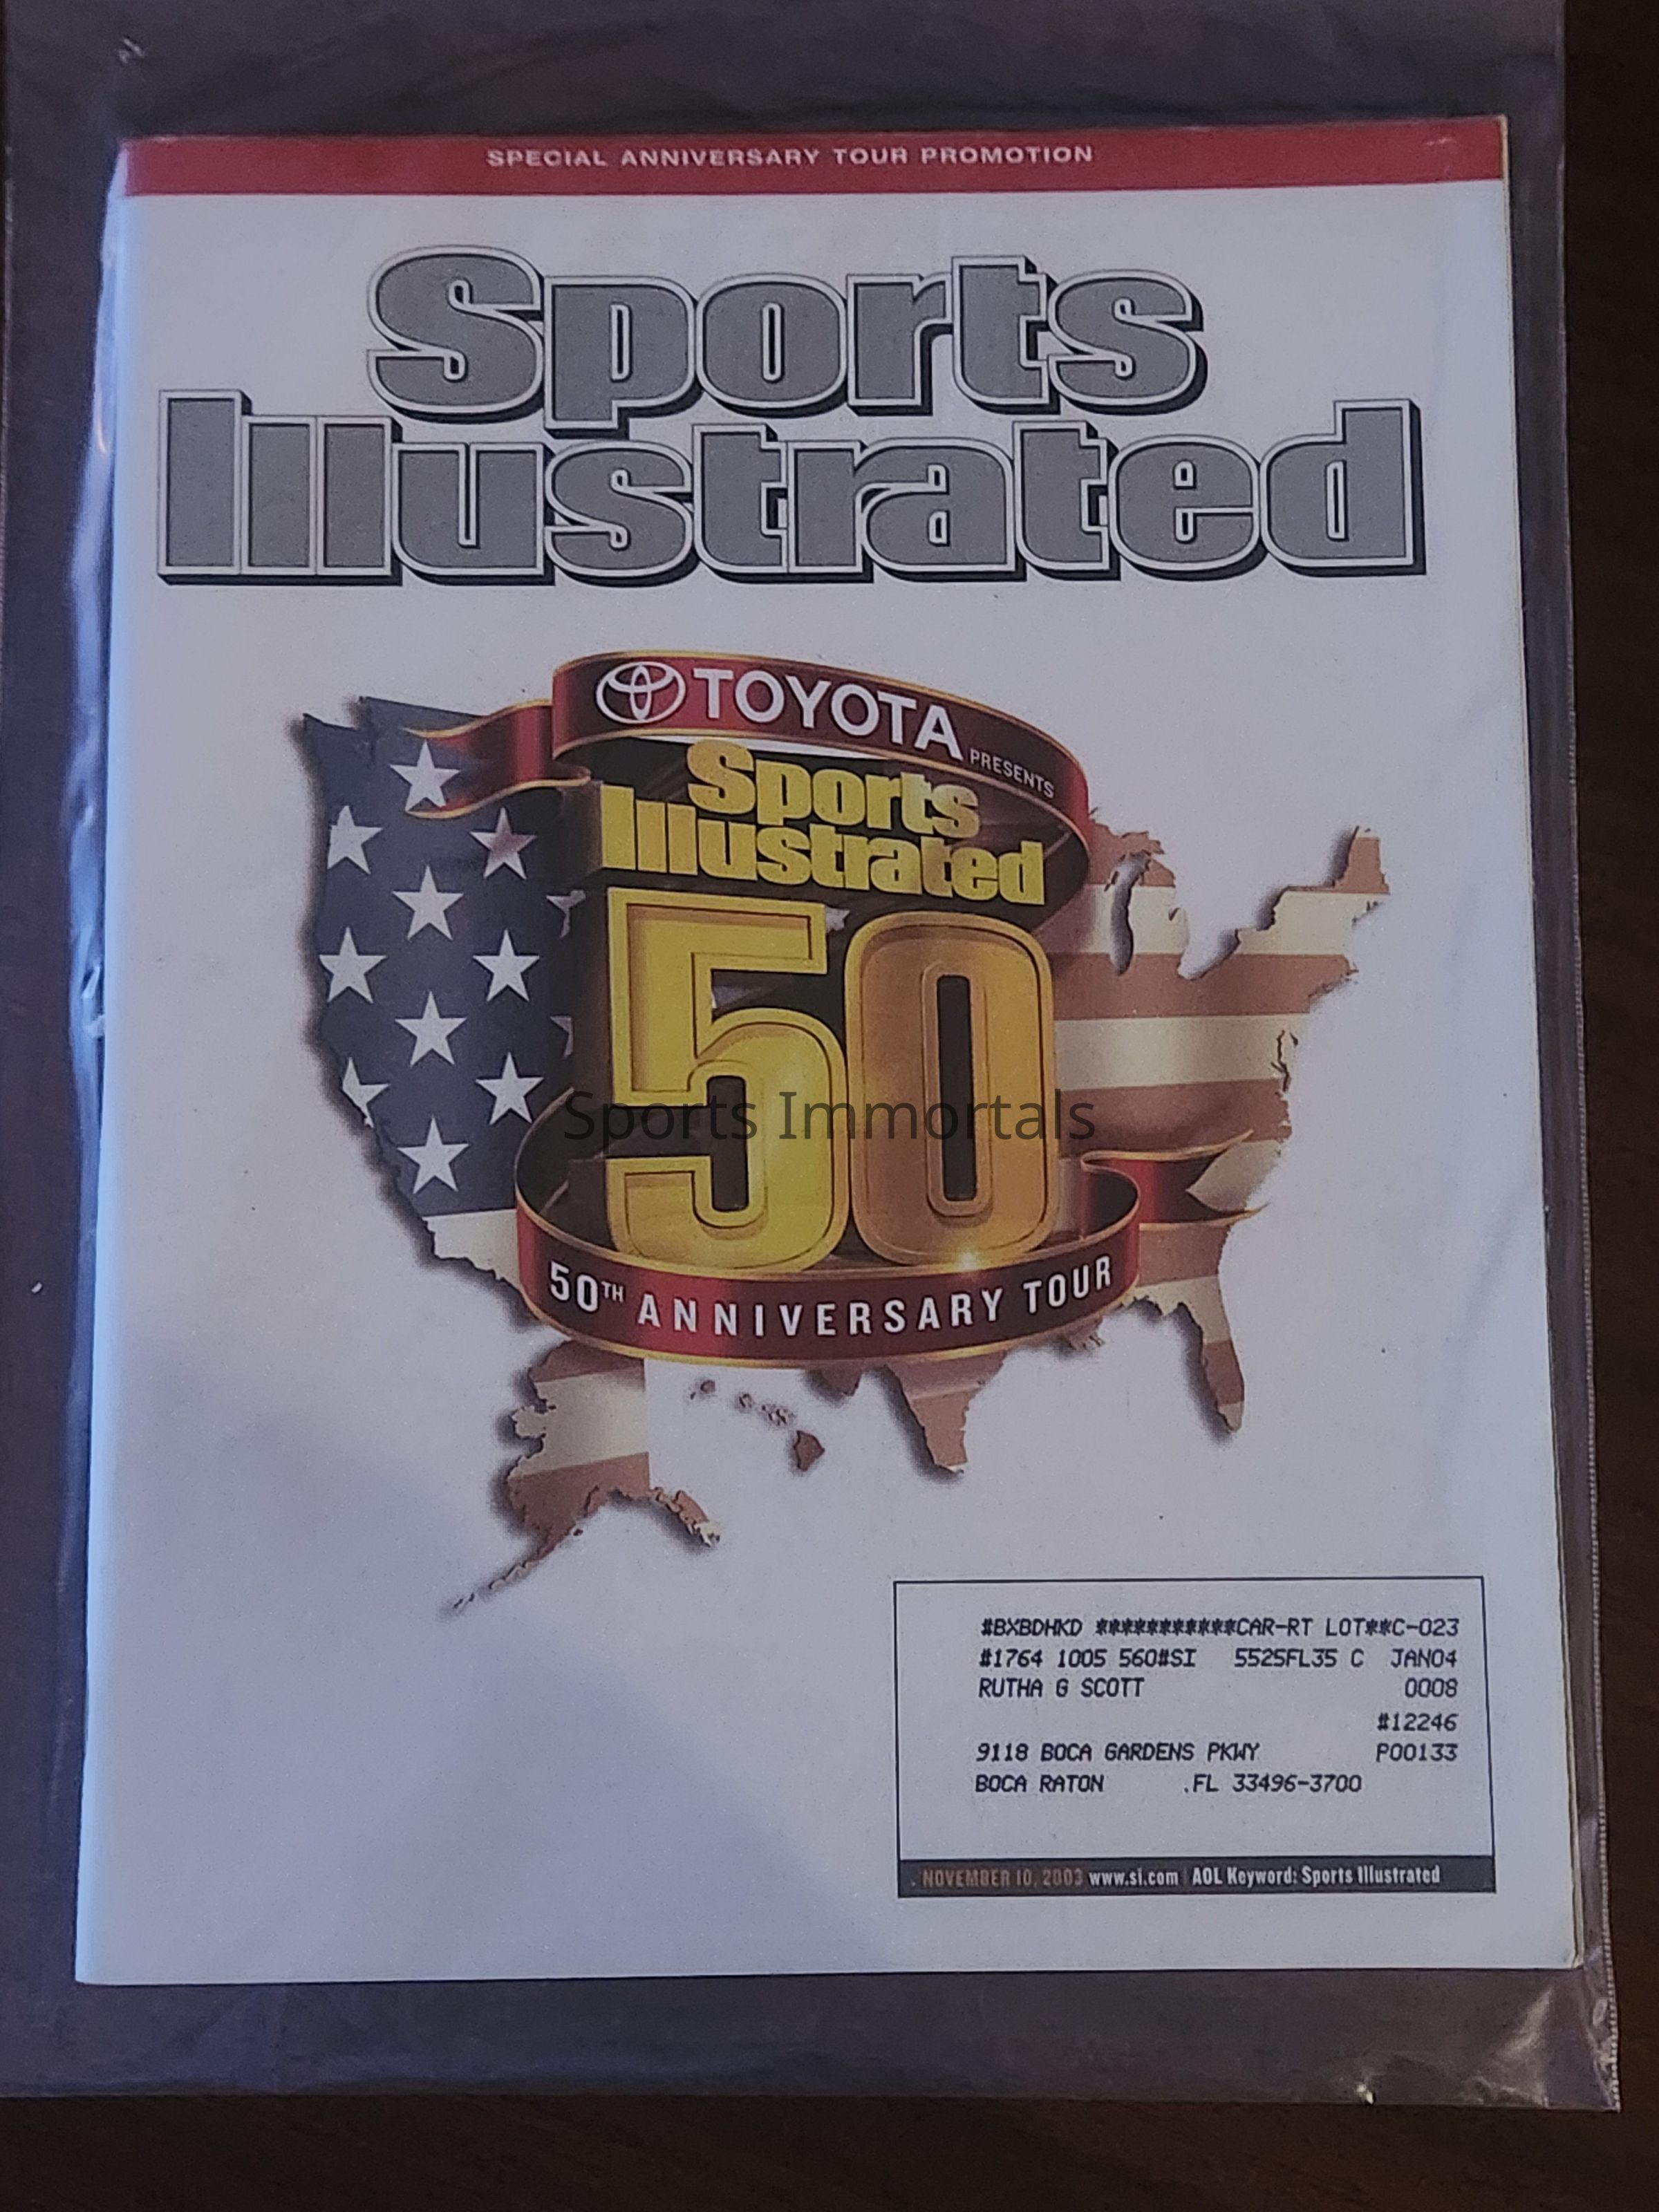 SPECIAL ANNIVERSARY TOUR PROMOTION
Sports
Illustrated
TOYOTA
PRESENTS
Sports
Illustrated
50
Sports Immortals
50TH ANNIVERSARY TOUR
#BXBDHKD ***********CAR-RT LOT**C-023
#1764 1005 560#SI 5525FL35 C JAN04
RUTHA G SCOTT 0008
#12246
9118 BOCA GARDENS PKWY P00133
BOCA RATON .FL 33496-3700
NOVEMBER 10, 2003 www.si.com AOL Keyword: Sports Illustrated